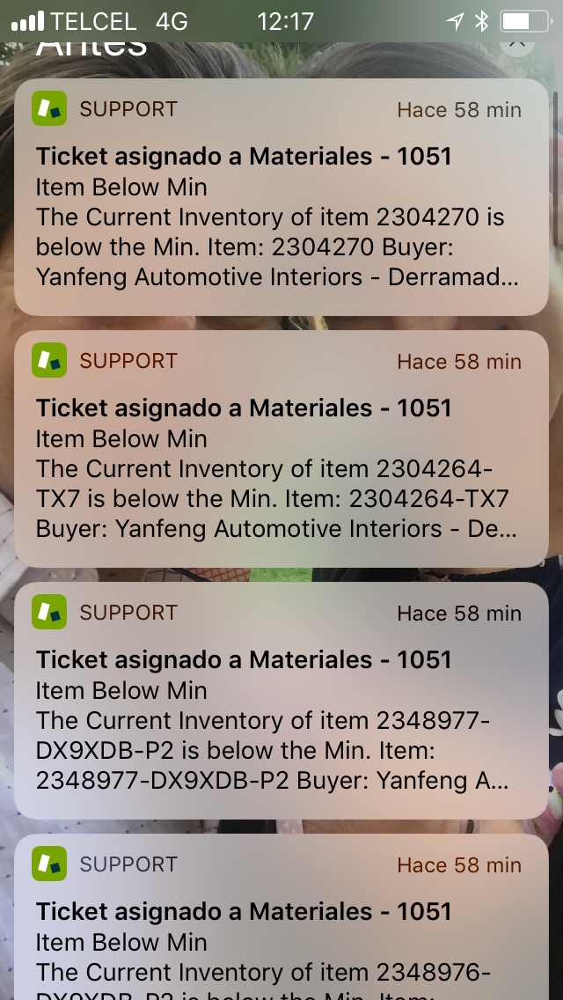 TELCEL 4G 12:17
Antes
SUPPORT Hace 58 min
Ticket asignado a Materiales - 1051
Item Below Min
The Current Inventory of item 2304270 is
below the Min. Item: 2304270 Buyer:
Yanfeng Automotive Interiors - Derramad...
SUPPORT Hace 58 min
Ticket asignado a Materiales - 1051
Item Below Min
The Current Inventory of item 2304264-
TX7 is below the Min. Item: 2304264-TX7
Buyer: Yanfeng Automotive Interiors - De...
SUPPORT Hace 58 min
Ticket asignado a Materiales - 1051
Item Below Min
The Current Inventory of item 2348977-
DX9XDB-P2 is below the Min. Item:
2348977-DX9XDB-P2 Buyer: Yanfeng A...
SUPPORT Hace 58 min
Ticket asignado a Materiales - 1051
Item Below Min
The Current Inventory of item 2348976-
DX9XDB-P2 is below the Min. Item: